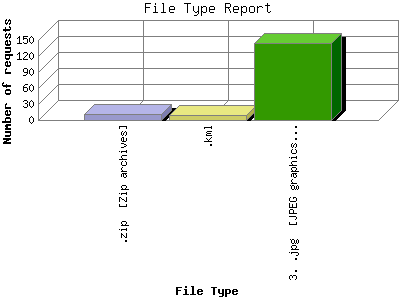 File Type Report
Number of requests
150
120
90
60
30
0
.zip [Zip archives]
.kml
3. .jpg [JPEG graphics...
File Type